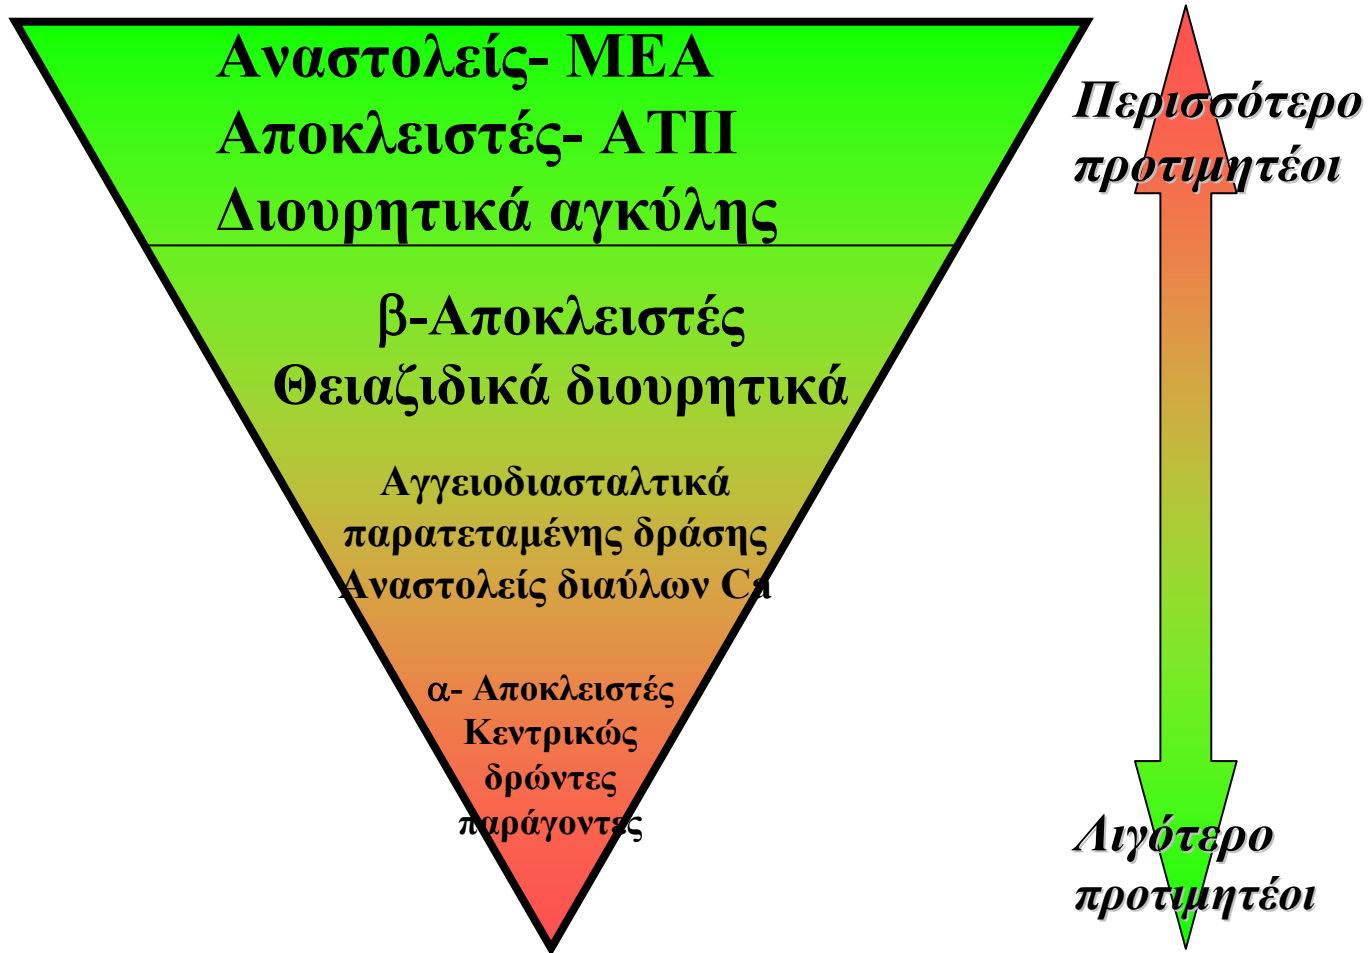 Αναστολείς- ΜΕΑ
Αποκλειστές- ΑΤΙΙ
Διουρητικά αγκύλης
β-Αποκλειστές
Θειαζιδικά διουρητικά
Αγγειοδιασταλτικά
παρατεταμένης δράσης
Αναστολείς διαύλων Ca
α- Αποκλειστές
Κεντρικώς
δρώντες
παράγοντες
Περισσότερο
προτιμητέοι
Λιγότερο
προτιμητέοι